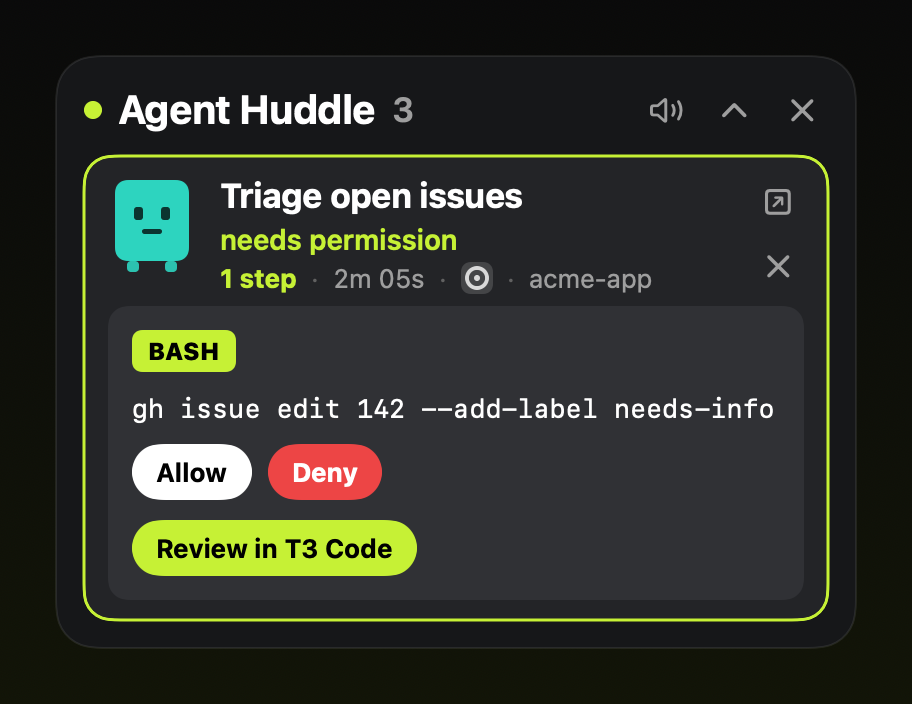 Agent Huddle 3
Triage open issues
needs permission
1 step · 2m 05s · · acme-app
BASH
gh issue edit 142 --add-label needs-info
Allow Deny
Review in T3 Code